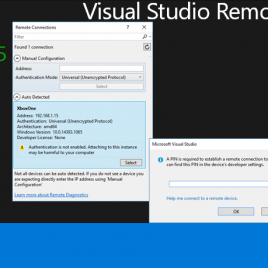 Visual Studio Remo
5
Remote Connections
Filter
Found 1 connection
Manual Configuration
Address:
Authentication Mode: Universal (Unencrypted Protocol)
Select
Auto Detected
XboxOne
Address: 192.168.1.15
Authentication: Universal (Unencrypted Protocol)
Architecture: amd64
Windows Version: 10.0.14393.1065
Developer License: None
Authentication is not enabled. Attaching to this instance
may be harmful to your computer
Select
Not all devices can be auto detected. If you do not see a device you
are expecting directly enter the IP address using 'Manual
Configuration'
Learn more about Remote Diagnostics
Microsoft Visual Studio
A PIN is required to establish a remote connection to
can find this PIN in the device's developer settings.
Help me connect to a remote device.
OK